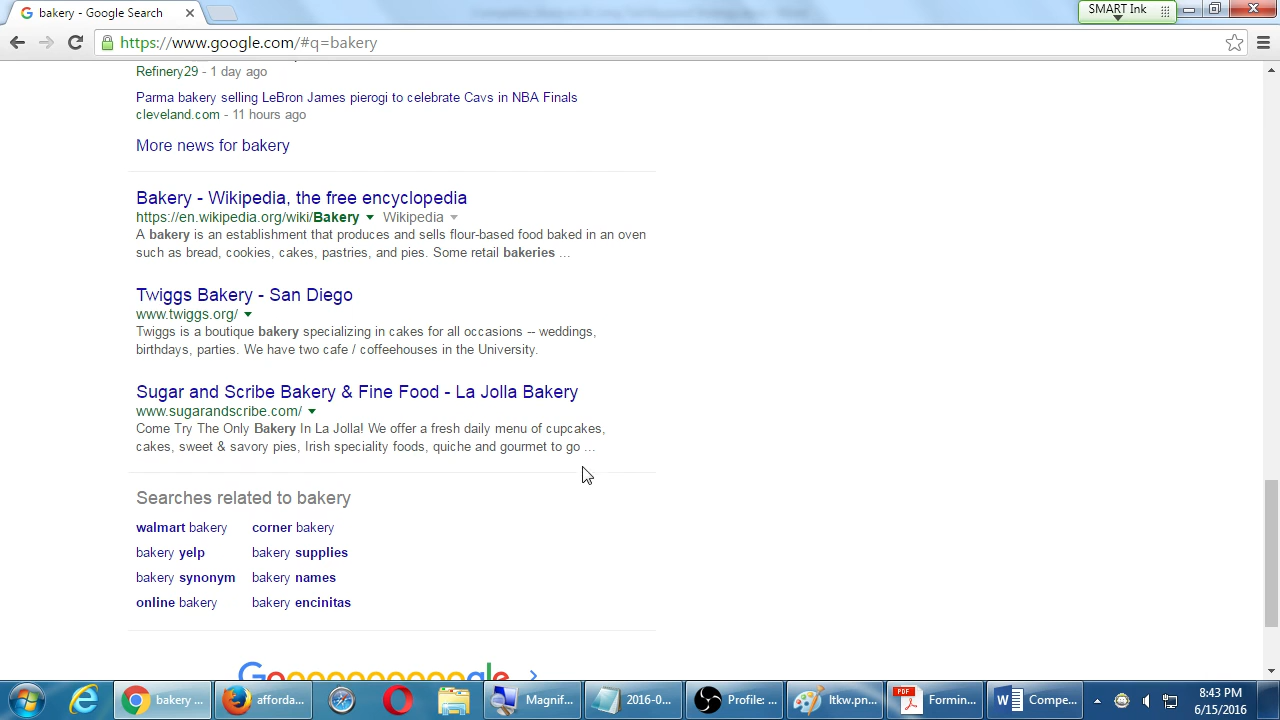 bakery - Google Search
SMART Ink
https://www.google.com/#q=bakery
Refinery29 - 1 day ago
Parma bakery selling LeBron James pierogi to celebrate Cavs in NBA Finals
cleveland.com - 11 hours ago
More news for bakery
Bakery - Wikipedia, the free encyclopedia
https://en.wikipedia.org/wiki/Bakery Wikipedia
A bakery is an establishment that produces and sells flour-based food baked in an oven
such as bread, cookies, cakes, pastries, and pies. Some retail bakeries ...
Twiggs Bakery - San Diego
www.twiggs.org/
Twiggs is a boutique bakery specializing in cakes for all occasions -- weddings,
birthdays, parties. We have two cafe / coffeehouses in the University.
Sugar and Scribe Bakery & Fine Food - La Jolla Bakery
www.sugarandscribe.com/
Come Try The Only Bakery In La Jolla! We offer a fresh daily menu of cupcakes,
cakes, sweet & savory pies, Irish speciality foods, quiche and gourmet to go ...
Searches related to bakery
walmart bakery corner bakery
bakery yelp bakery supplies
bakery synonym bakery names
online bakery bakery encinitas
Goooooooooogle
bakery ... afforda... Magnif... 2016-0... Profile: ... ltkw.pn... PDF Formin... Compe...
8:43 PM
6/15/2016